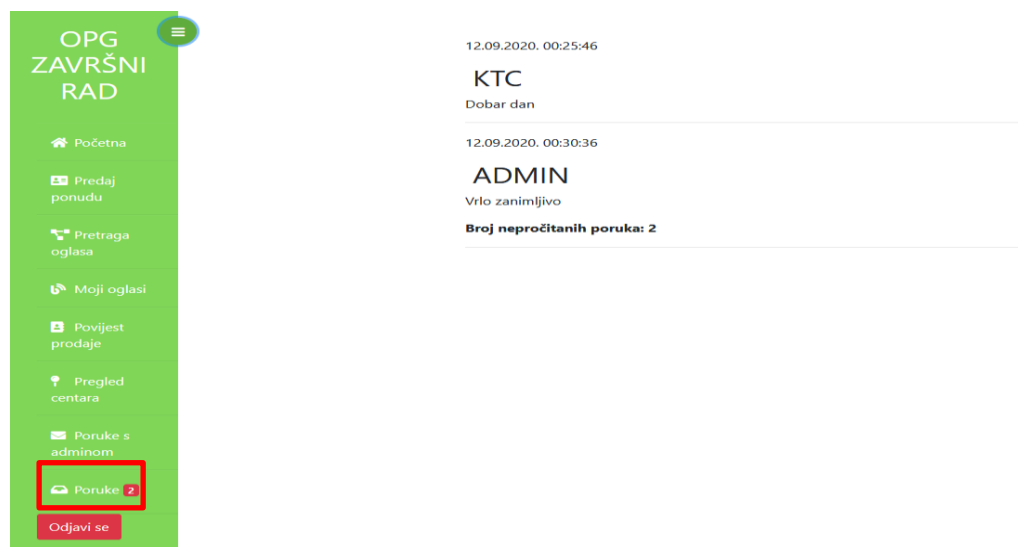 OPG
ZAVRŠNI
RAD
Početna
Predaj
ponudu
Pretraga
oglasa
Moji oglasi
Povijest
prodaje
Pregled
centara
Poruke s
adminom
Poruke 2
Odjavi se
12.09.2020. 00:25:46
KTC
Dobar dan
12.09.2020. 00:30:36
ADMIN
Vrlo zanimljivo
Broj nepročitanih poruka: 2